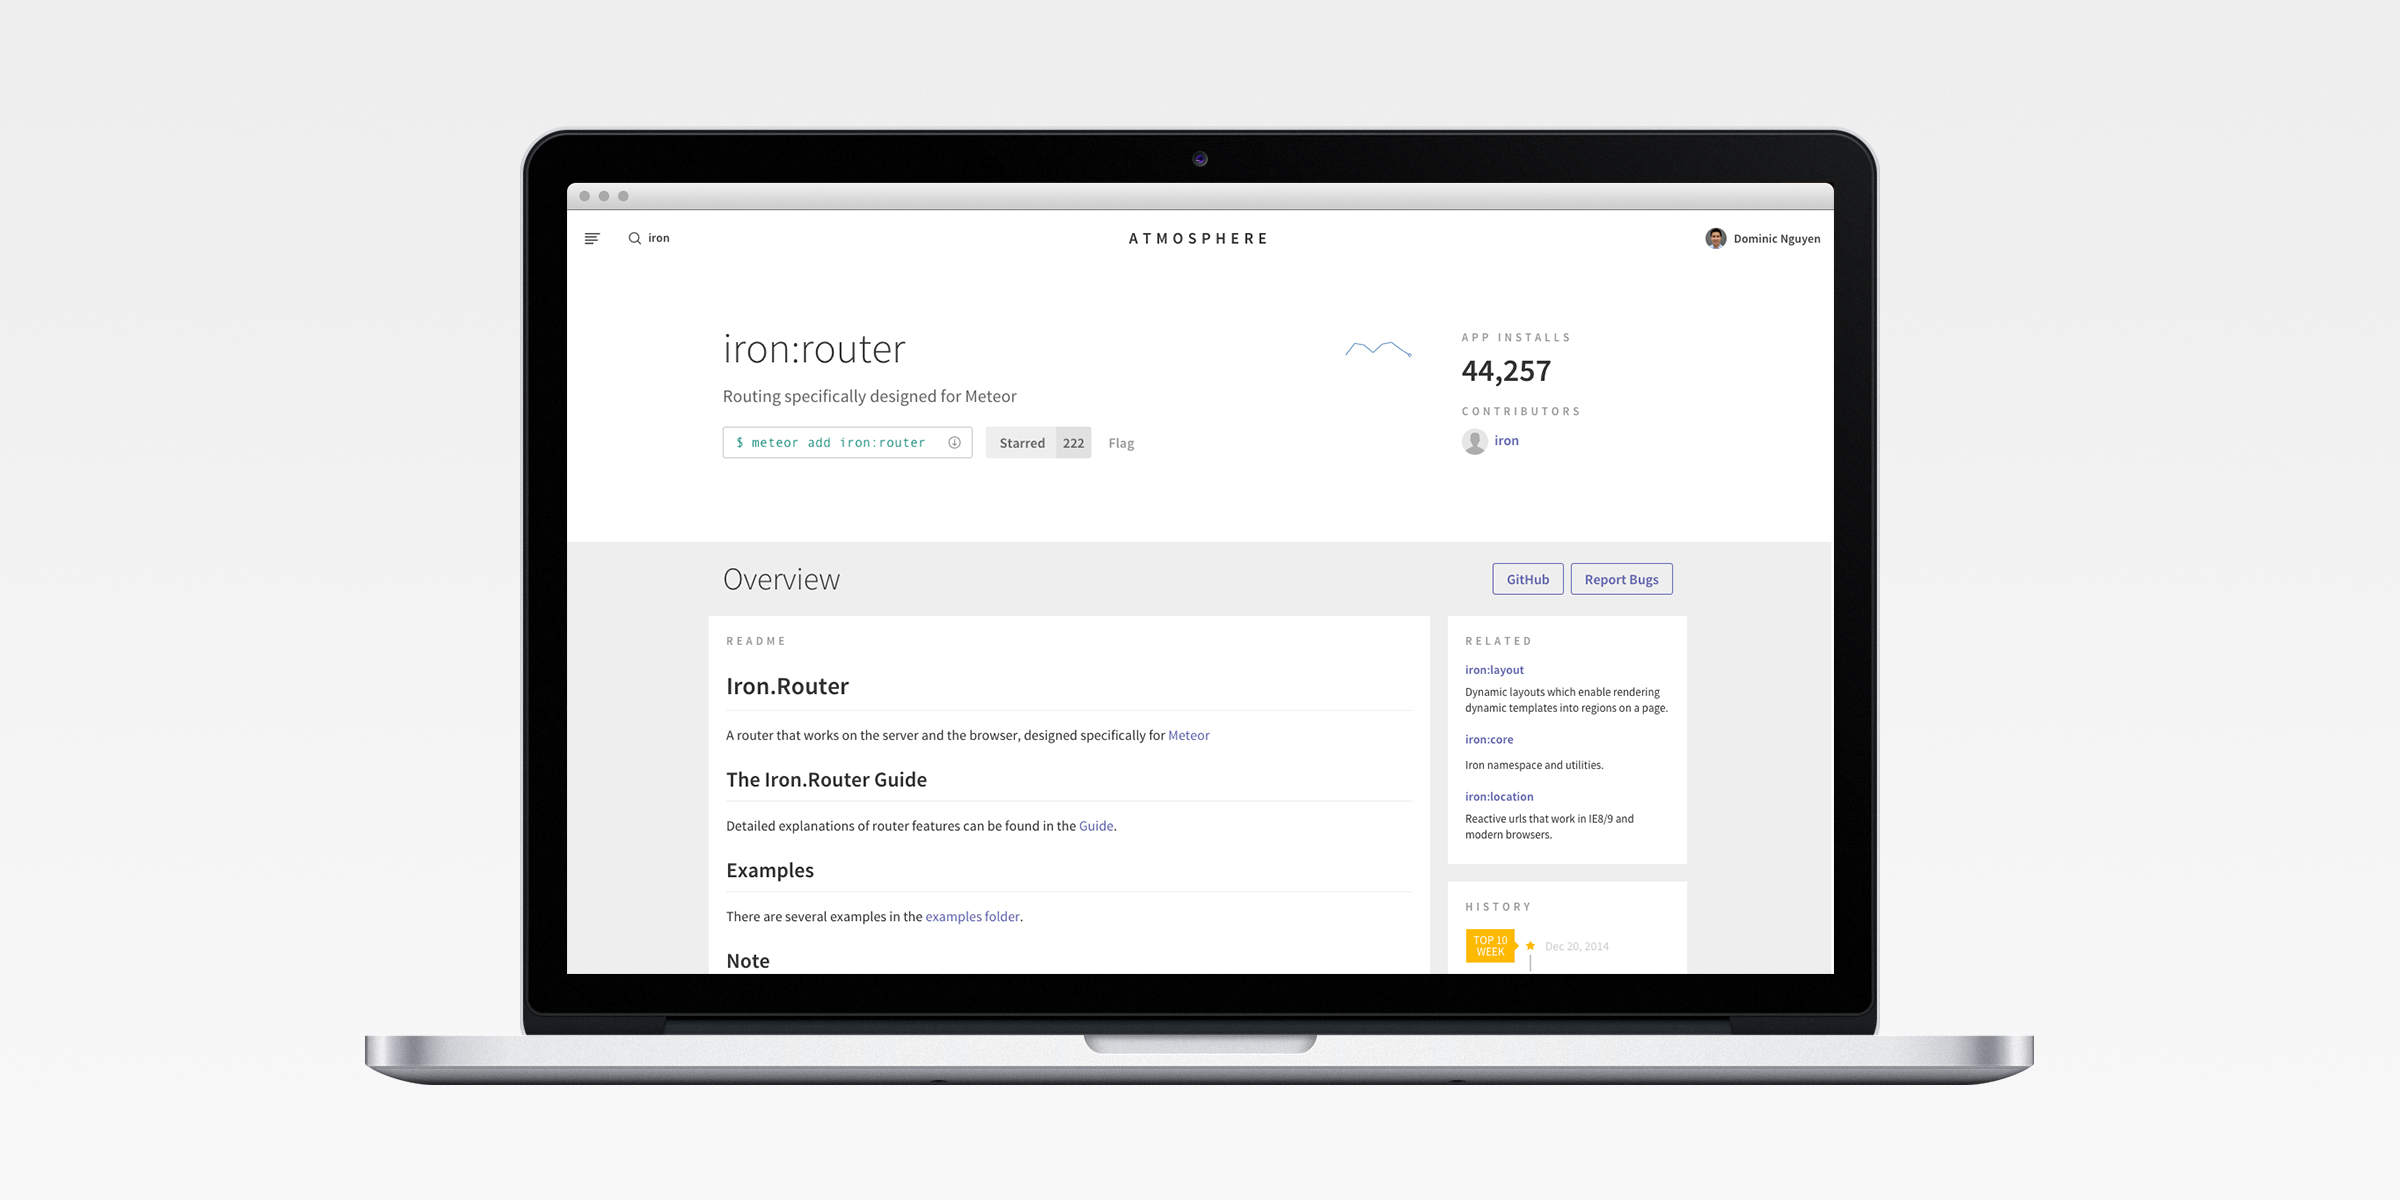 iron
ATMOSPHERE
Dominic Nguyen
iron:router
Routing specifically designed for Meteor
$ meteor add iron:router
Starred 222 Flag
APP INSTALLS
44,257
CONTRIBUTORS
iron
Overview
GitHub
Report Bugs
README
Iron.Router
A router that works on the server and the browser, designed specifically for Meteor
The Iron.Router Guide
Detailed explanations of router features can be found in the Guide.
Examples
There are several examples in the examples folder.
Note
RELATED
iron:layout
Dynamic layouts which enable rendering
dynamic templates into regions on a page.
iron:core
Iron namespace and utilities.
iron:location
Reactive urls that work in IE8/9 and
modern browsers.
HISTORY
TOP 10
WEEK
Dec 20, 2014